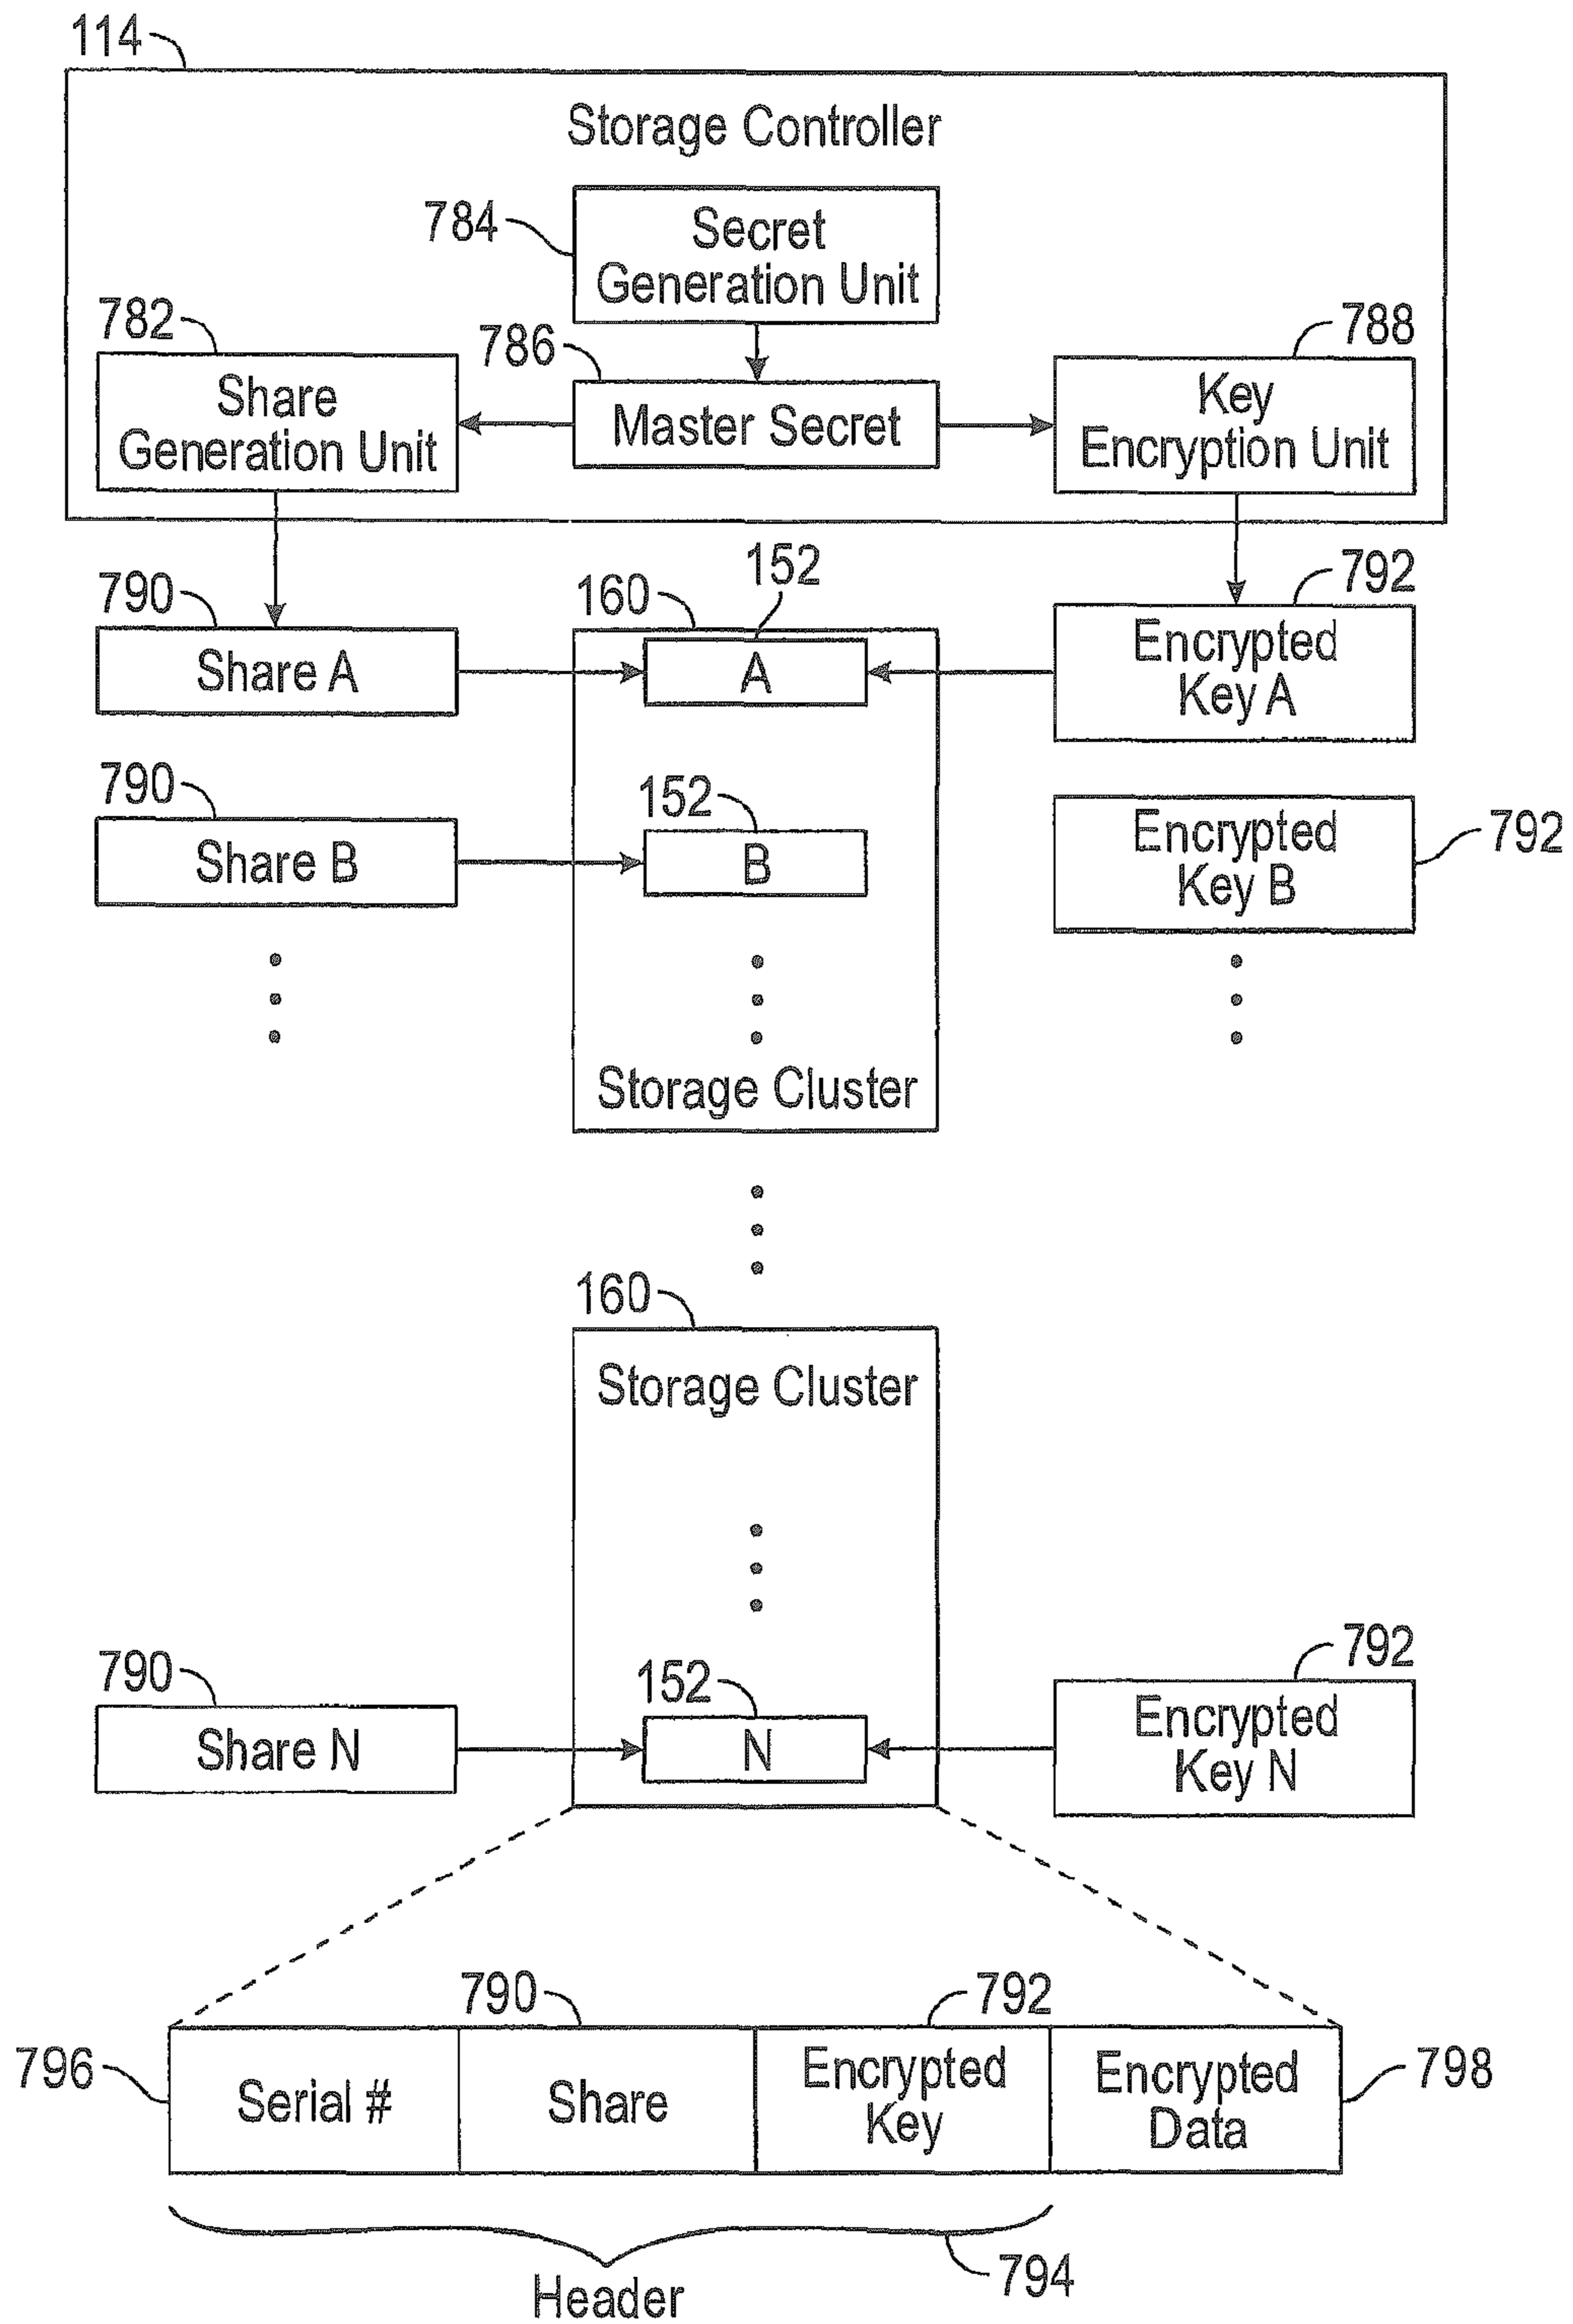 114
Storage Controller
784
Secret
Generation Unit
782
786
788
Share
Generation Unit
Master Secret
Key
Encryption Unit
790
160
152
792
Share A
A
Encrypted
Key A
790
152
Share B
B
Encrypted
Key B
792
Storage Cluster
160
Storage Cluster
790
152
792
Share N
N
Encrypted
Key N
790
792
796
Serial #
Share
Encrypted
Key
Encrypted
Data
798
794
Header